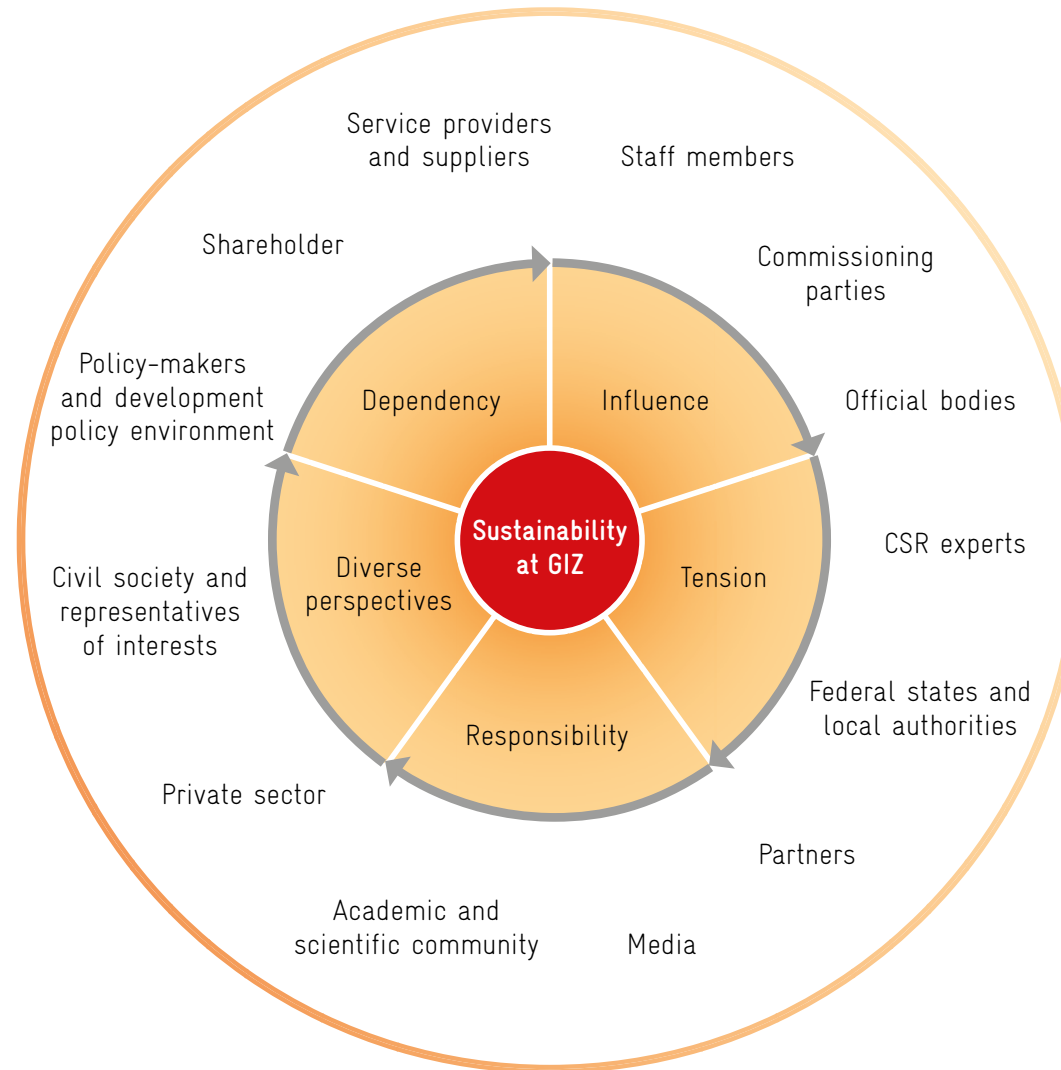 Service providers
and suppliers
Staff members
Shareholder
Commissioning
parties
Policy-makers
and development
policy environment
Dependency
Influence
Official bodies
Sustainability
at GIZ
CSR experts
Civil society and
representatives
of interests
Diverse
perspectives
Tension
Federal states and
local authorities
Responsibility
Private sector
Partners
Academic and
scientific community
Media